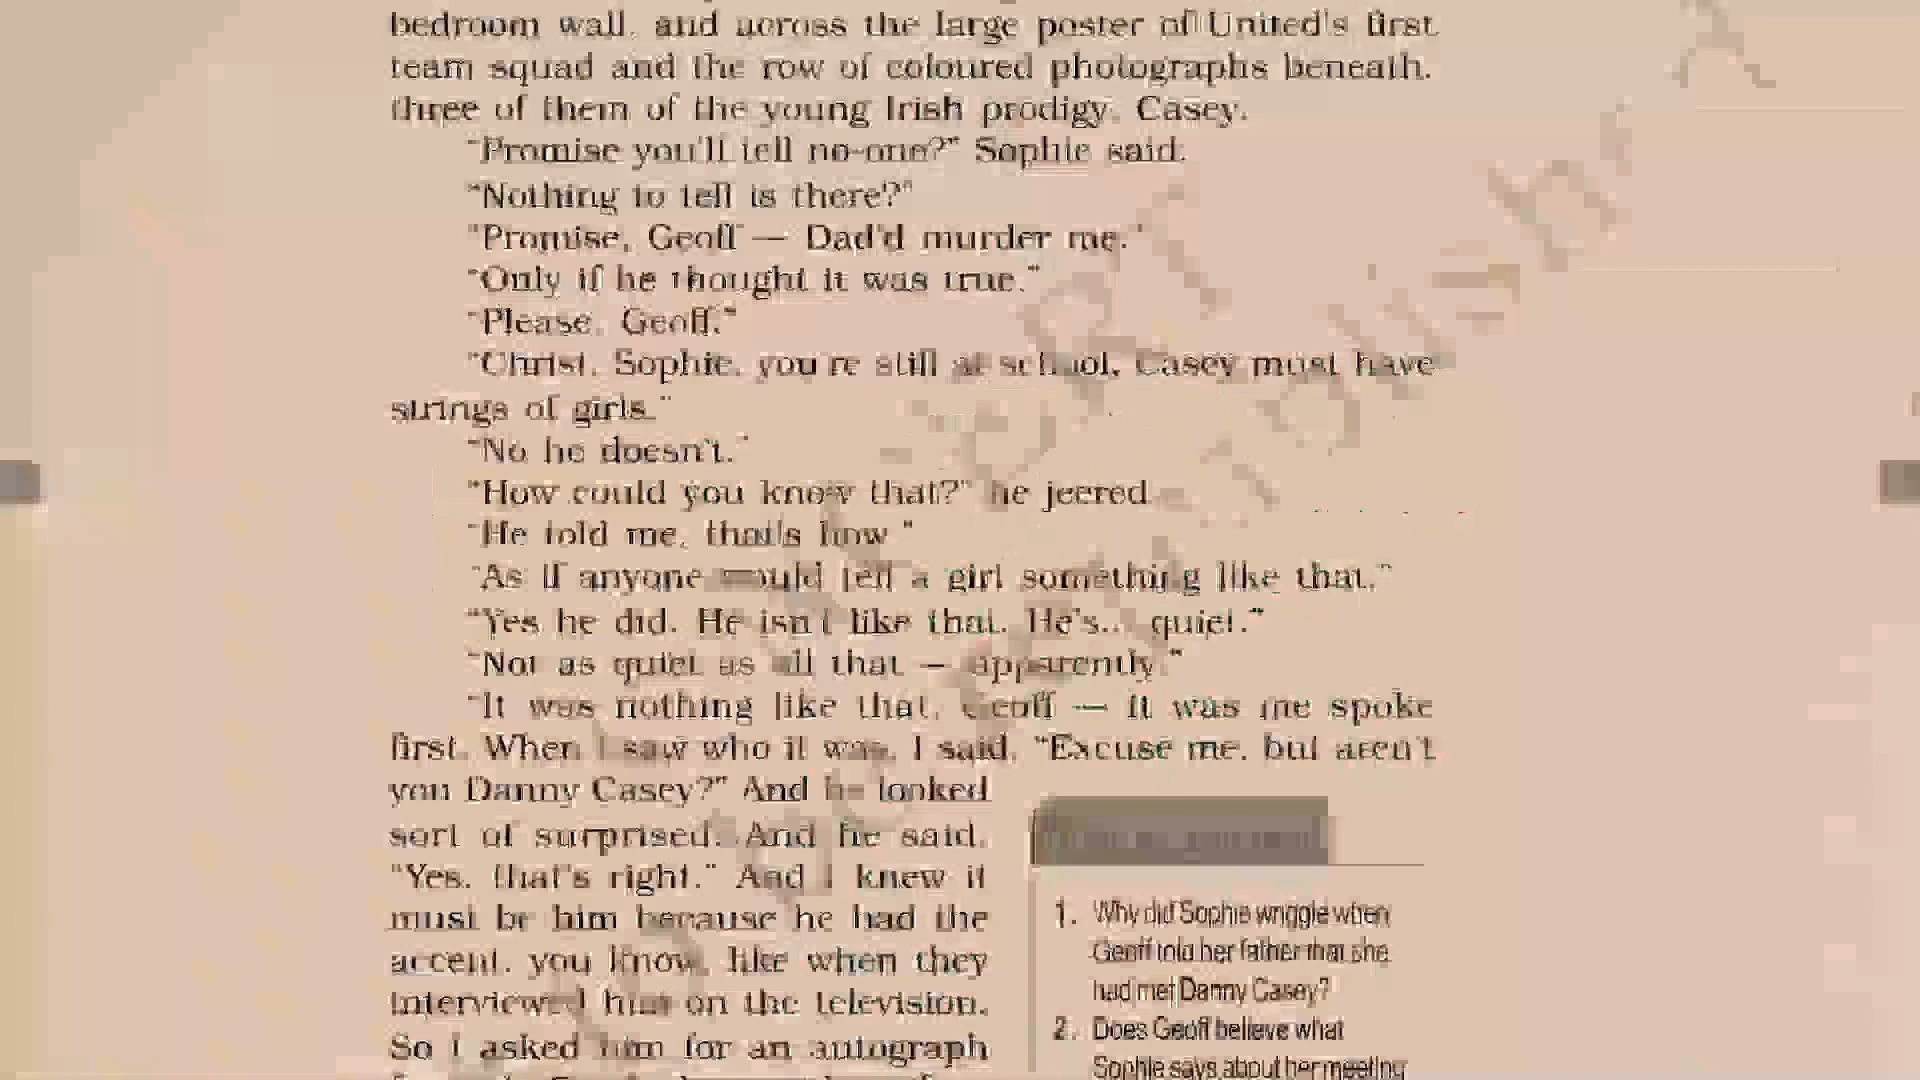 bedroom wall, and across the large poster of United's first
team squad and the row of coloured photographs beneath,
three of them of the young Irish prodigy, Casey.
“Promise you'll tell no-one?” Sophie said.
“Nothing to tell is there?”
“Promise, Geoff — Dad'd murder me.”
“Only if he thought it was true.”
“Please, Geoff.”
“Christ, Sophie, you're still at school, Casey must have
strings of girls.”
“No he doesn't.”
“How could you know that?” he jeered.
“He told me, that's how.”
“As if anyone would tell a girl something like that.”
“Yes he did. He isn't like that. He's... quiet.”
“Not as quiet as all that — apparently.”
“It was nothing like that, Geoff — it was me spoke
first. When I saw who it was, I said, “Excuse me, but aren't
you Danny Casey?” And he looked
sort of surprised. And he said,
“Yes, that's right.” And I knew it
must be him because he had the
accent, you know, like when they
interviewed him on the television.
So I asked him for an autograph
1. Why did Sophie wriggle when
Geoff told her father that she
had met Danny Casey?
2. Does Geoff believe what
Sophie says about her meeting